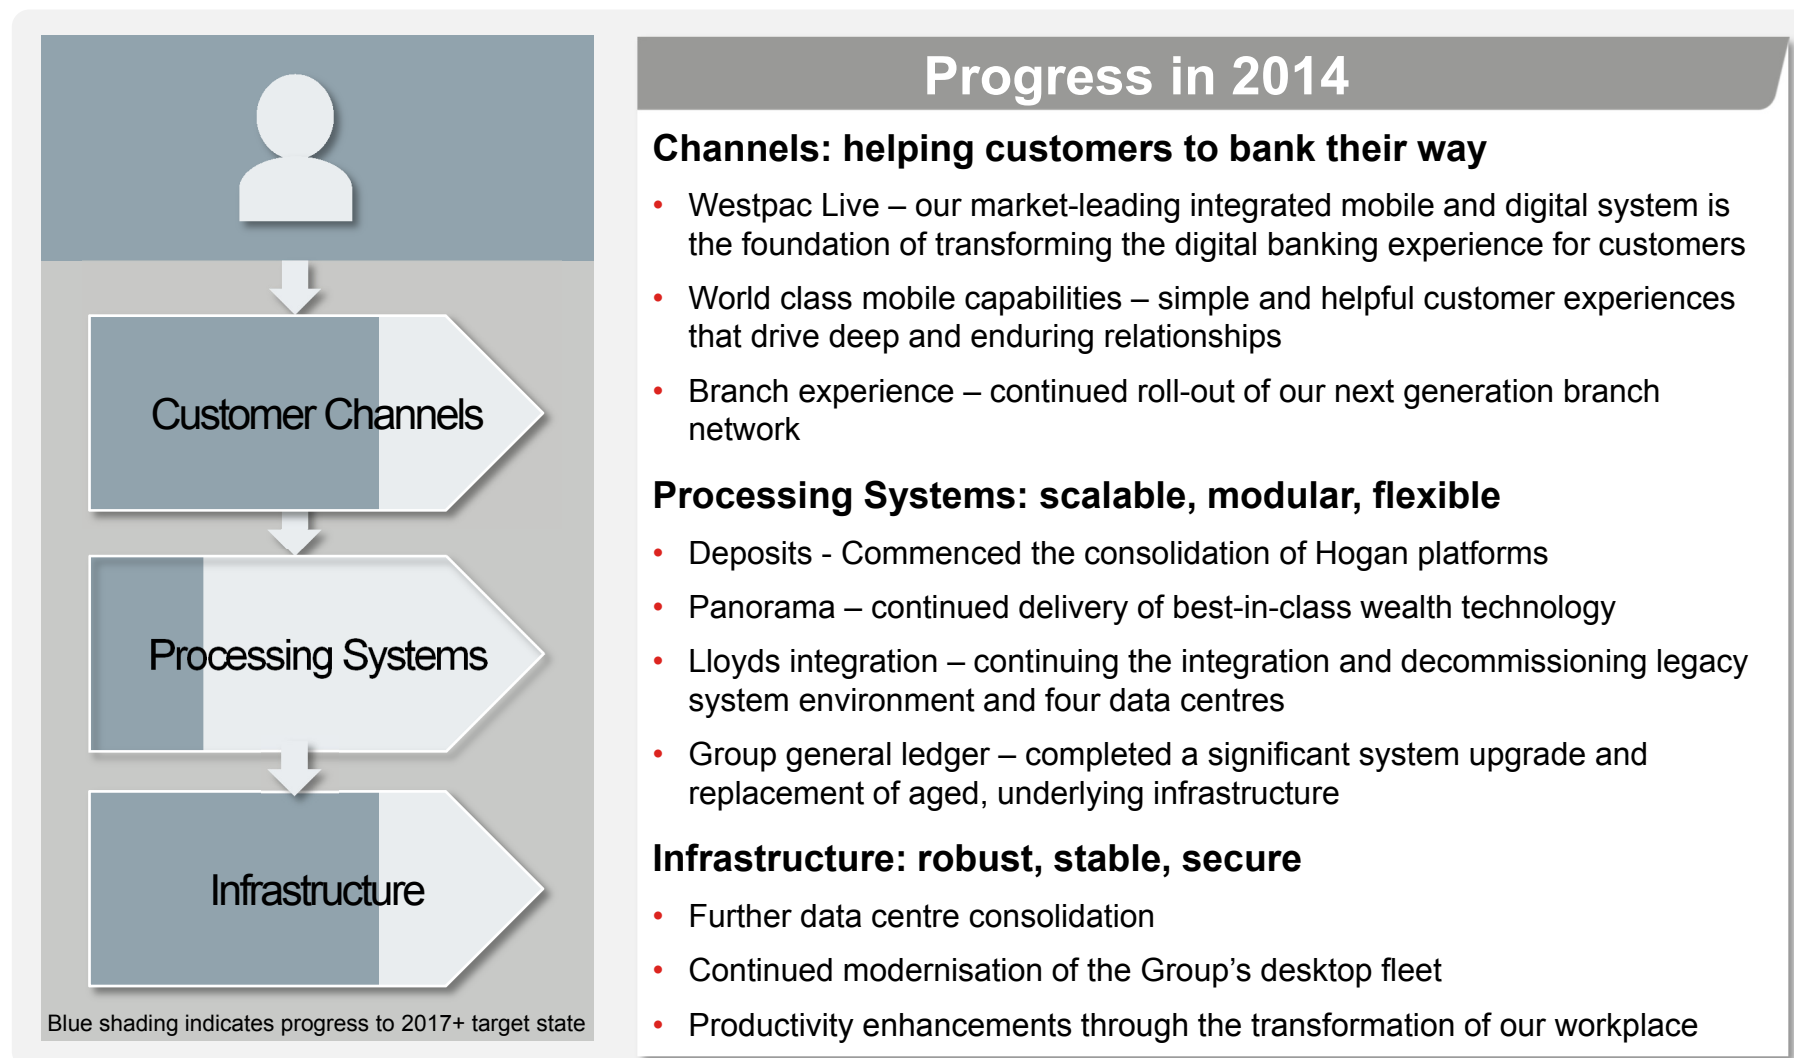 Customer Channels
Processing Systems
Infrastructure
Blue shading indicates progress to 2017+ target state
Progress in 2014
Channels: helping customers to bank their way
• Westpac Live – our market-leading integrated mobile and digital system is
the foundation of transforming the digital banking experience for customers
• World class mobile capabilities – simple and helpful customer experiences
that drive deep and enduring relationships
• Branch experience – continued roll-out of our next generation branch
network
Processing Systems: scalable, modular, flexible
• Deposits - Commenced the consolidation of Hogan platforms
• Panorama – continued delivery of best-in-class wealth technology
• Lloyds integration – continuing the integration and decommissioning legacy
system environment and four data centres
• Group general ledger – completed a significant system upgrade and
replacement of aged, underlying infrastructure
Infrastructure: robust, stable, secure
• Further data centre consolidation
• Continued modernisation of the Group’s desktop fleet
• Productivity enhancements through the transformation of our workplace